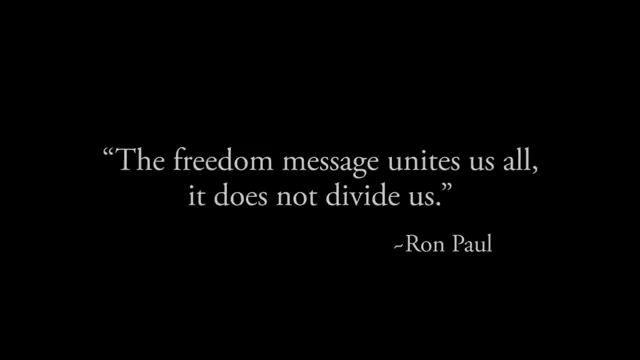 “The freedom message unites us all,
it does not divide us.”
~Ron Paul